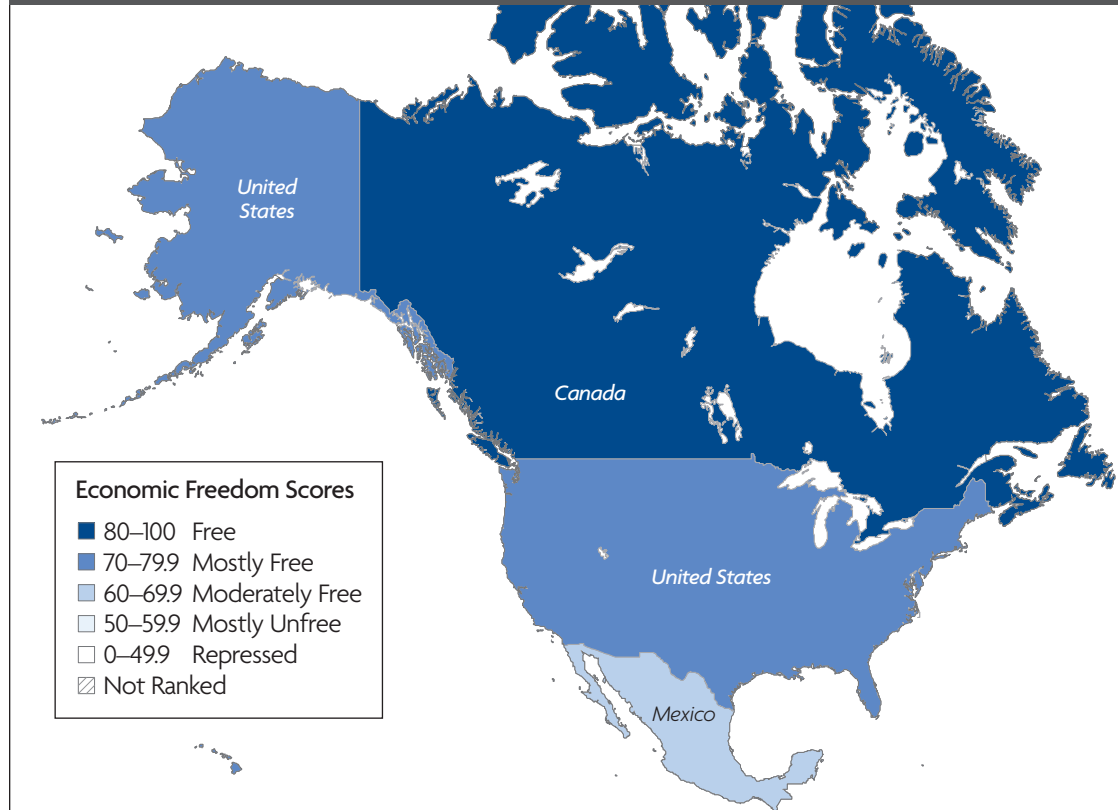 United
States
Canada
Economic Freedom Scores
80–100 Free
70–79.9 Mostly Free
60–69.9 Moderately Free
50–59.9 Mostly Unfree
0–49.9 Repressed
Not Ranked
United States
Mexico